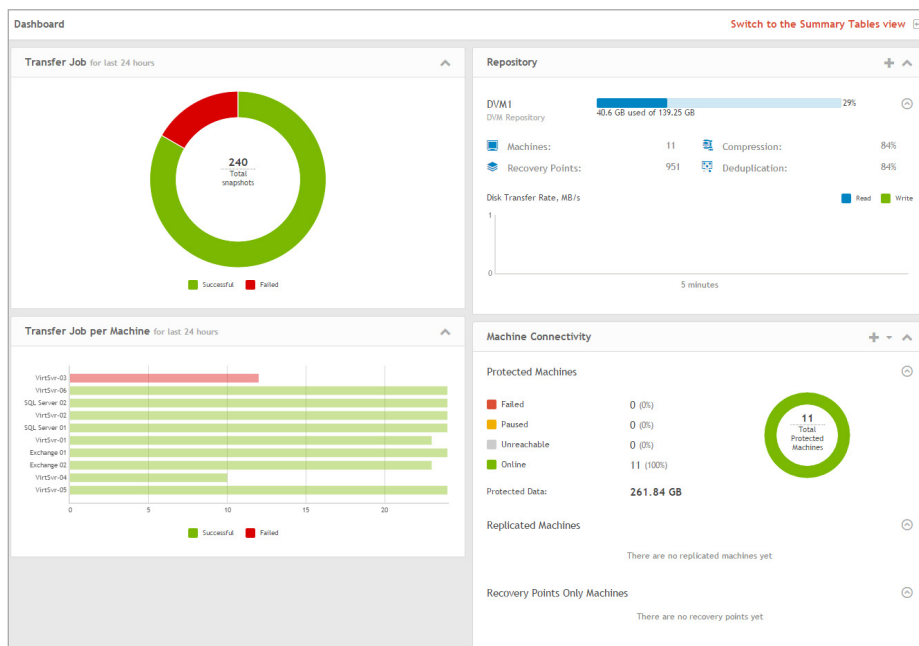 Dashboard
Switch to the Summary Tables view
Transfer Job for last 24 hours
240
Total
snapshots
Successful
Failed
Repository
DVM1
DVM Repository
29%
40.6 GB used of 139.25 GB
Machines: 11
Compression: 84%
Recovery Points: 951
Deduplication: 84%
Disk Transfer Rate, MB/s
Read
Write
1
0
5 minutes
Transfer Job per Machine for last 24 hours
VirtSvr-03
VirtSvr-06
SQL Server 02
VirtSvr-02
SQL Server 01
VirtSvr-01
Exchange 01
Exchange 02
VirtSvr-04
VirtSvr-05
0 5 10 15 20
Successful
Failed
Machine Connectivity
Protected Machines
Failed 0 (0%)
Paused 0 (0%)
Unreachable 0 (0%)
Online 11 (100%)
11
Total
Protected
Machines
Protected Data: 261.84 GB
Replicated Machines
There are no replicated machines yet
Recovery Points Only Machines
There are no recovery points yet